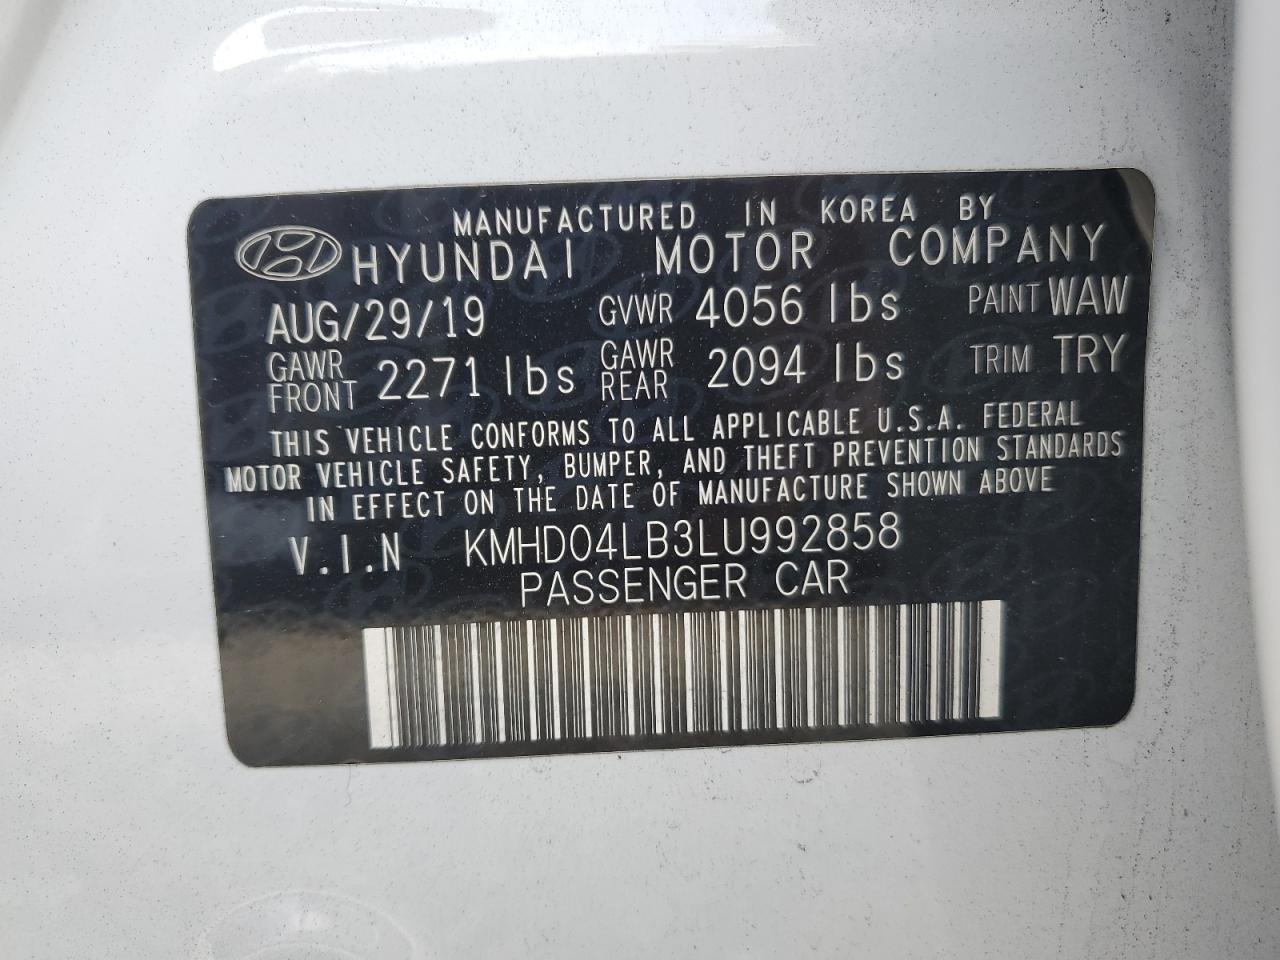 MANUFACTURED IN KOREA BY
HYUNDAI MOTOR COMPANY
AUG/29/19 GVWR 4056 lbs PAINT WAW
GAWR FRONT 2271 lbs GAWR REAR 2094 lbs TRIM TRY
THIS VEHICLE CONFORMS TO ALL APPLICABLE U.S.A. FEDERAL
MOTOR VEHICLE SAFETY, BUMPER, AND THEFT PREVENTION STANDARDS
IN EFFECT ON THE DATE OF MANUFACTURE SHOWN ABOVE
V.I.N KMHD04LB3LU992858
PASSENGER CAR